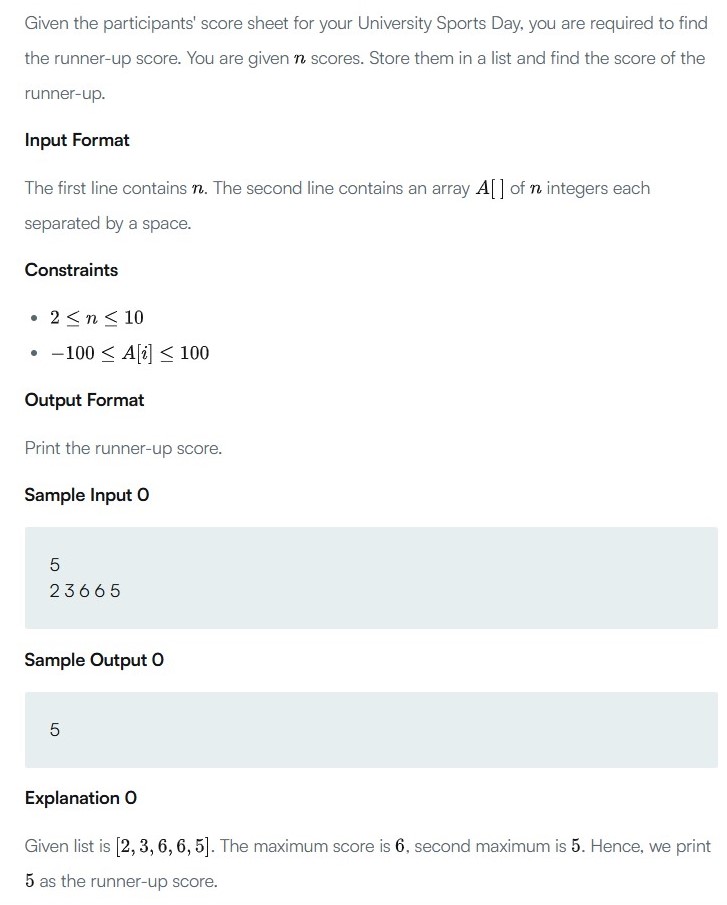 Given the participants' score sheet for your University Sports Day, you are required to find
the runner-up score. You are given n scores. Store them in a list and find the score of the
runner-up.
Input Format
The first line contains n. The second line contains an array A[ ] of n integers each
separated by a space.
Constraints
• 2 ≤ n ≤ 10
• −100 ≤ A[i] ≤ 100
Output Format
Print the runner-up score.
Sample Input 0
5
2 3 6 6 5
Sample Output 0
5
Explanation 0
Given list is [2, 3, 6, 6, 5]. The maximum score is 6, second maximum is 5. Hence, we print
5 as the runner-up score.